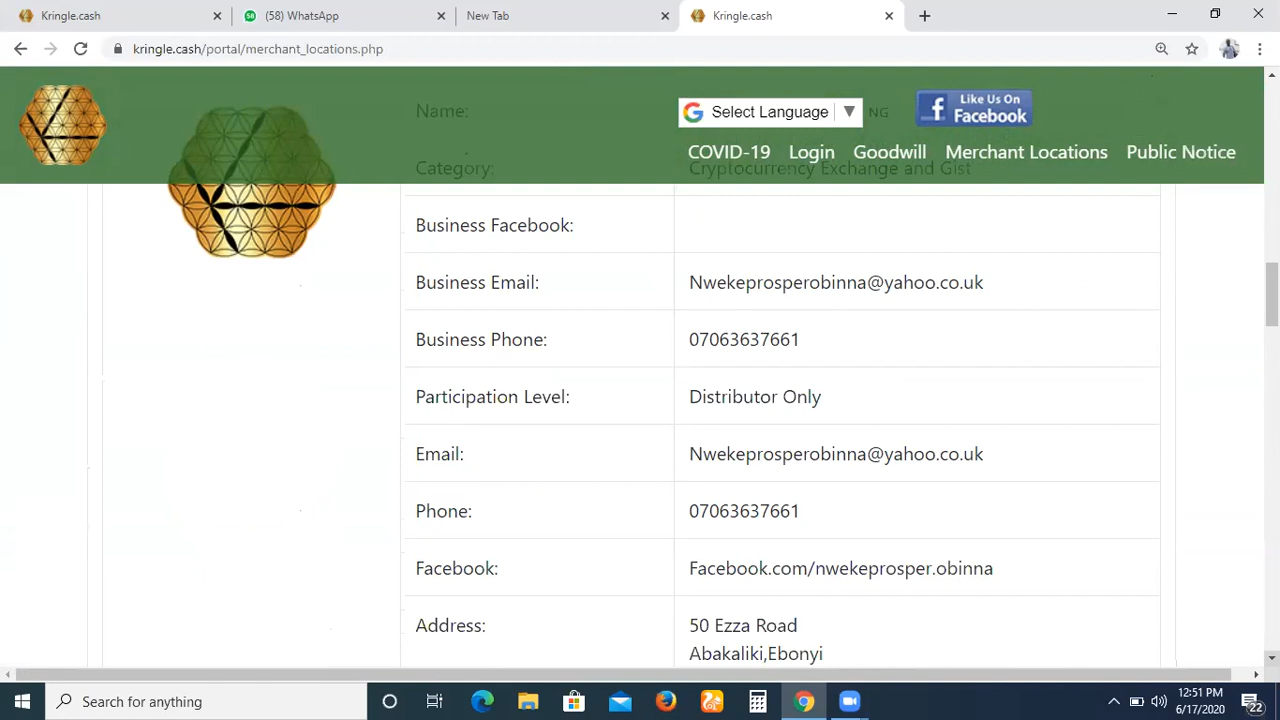 Kringle.cash
(58) WhatsApp
New Tab
Kringle.cash
kringle.cash/portal/merchant_locations.php
Name:
Select Language
NG
Like Us On
Facebook
COVID-19 Login Goodwill Merchant Locations Public Notice
Category: Cryptocurrency Exchange and Gist
Business Facebook:
Business Email: Nwekeprosperobinna@yahoo.co.uk
Business Phone: 07063637661
Participation Level: Distributor Only
Email: Nwekeprosperobinna@yahoo.co.uk
Phone: 07063637661
Facebook: Facebook.com/nwekeprosper.obinna
Address: 50 Ezza Road
Abakaliki,Ebonyi
Search for anything
12:51 PM
6/17/2020
22